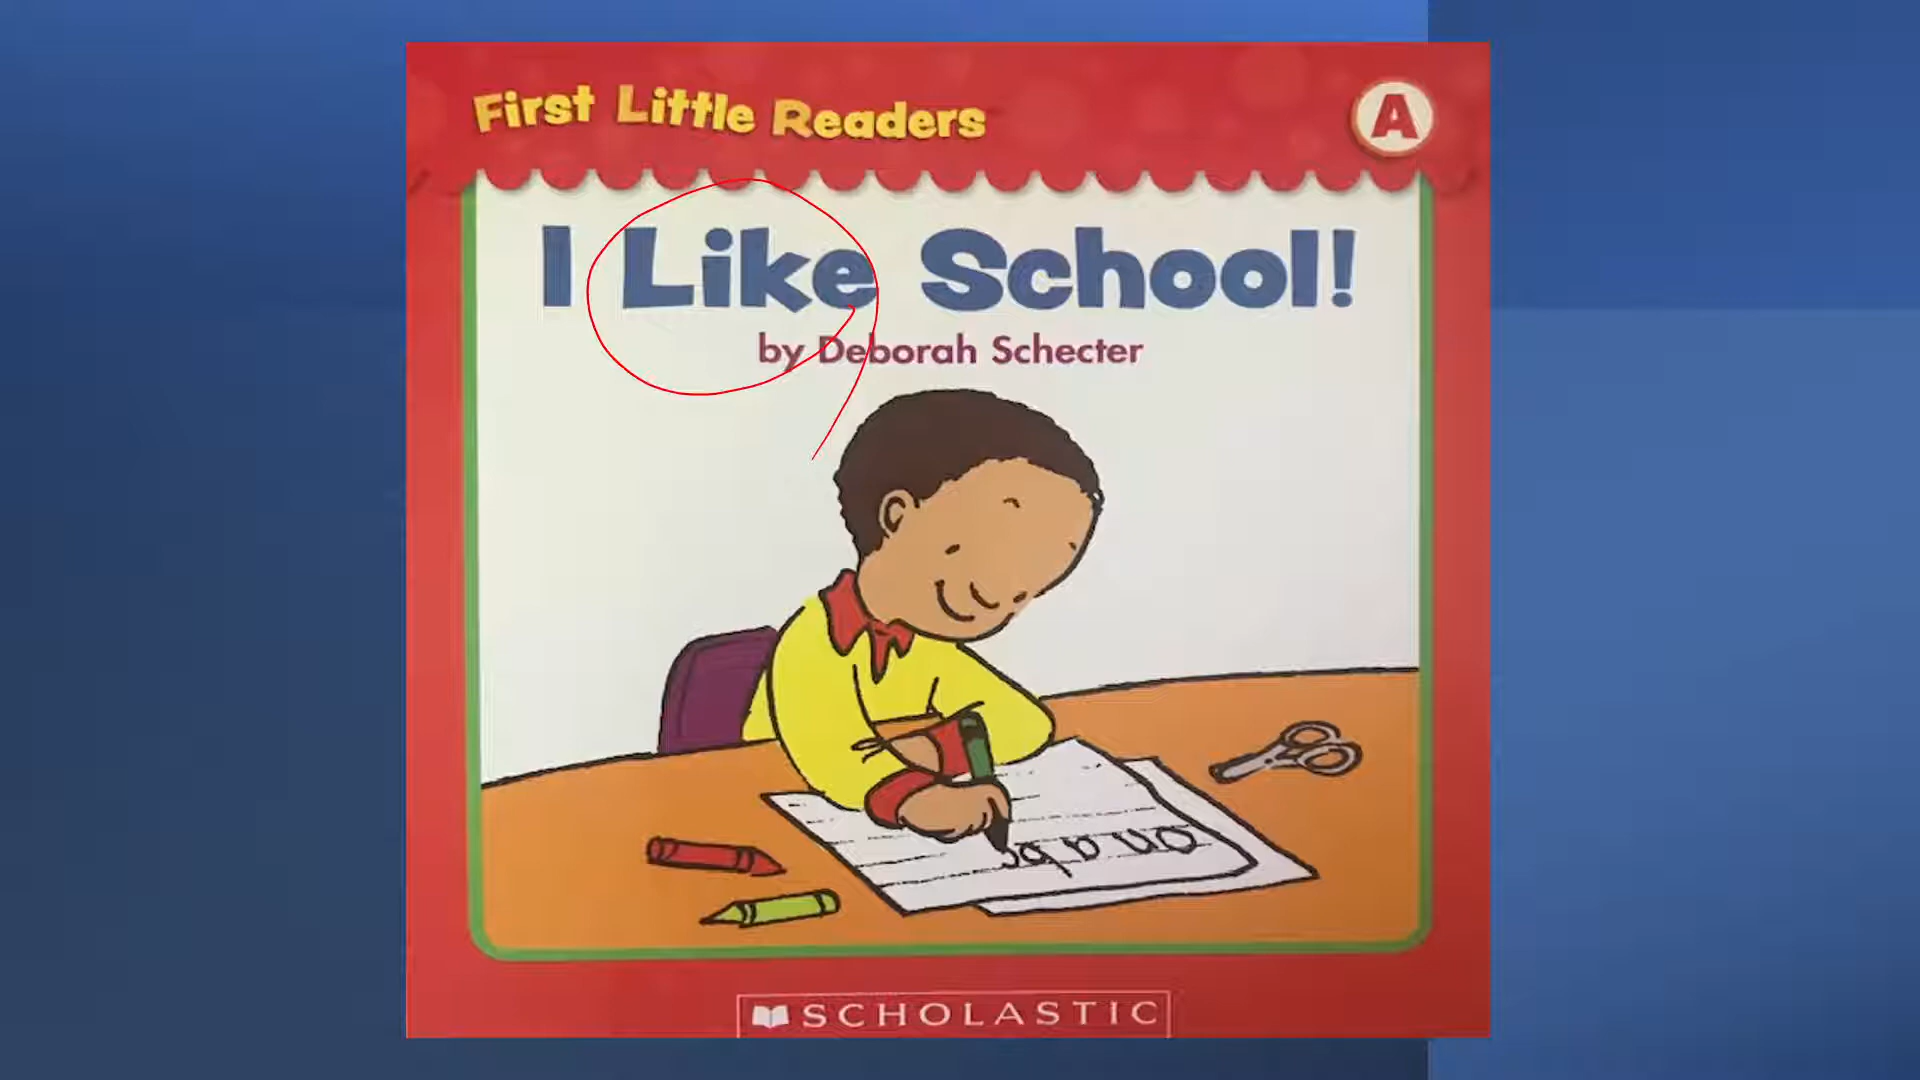 First Little Readers
A
I Like School!
by Deborah Schecter
SCHOLASTIC